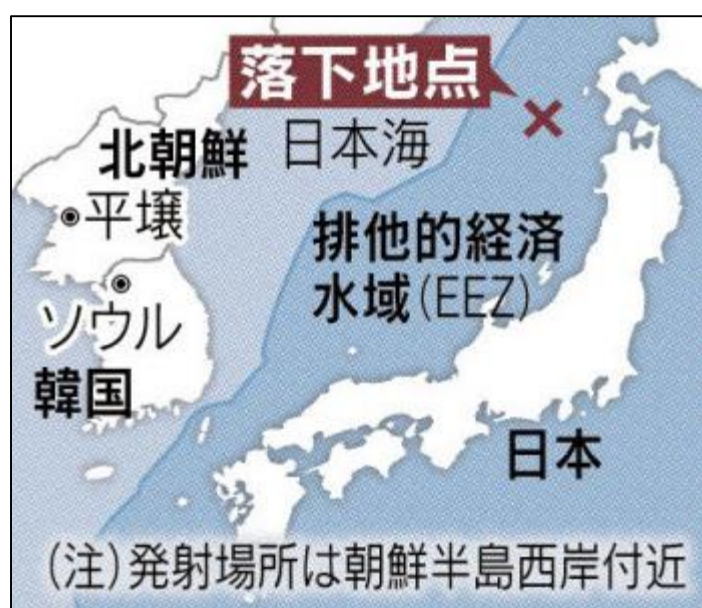 落下地点
日本海
北朝鮮
平壌
排他的経済
水域(EEZ)
ソウル
韓国
日本
(注)発射場所は朝鮮半島西岸付近